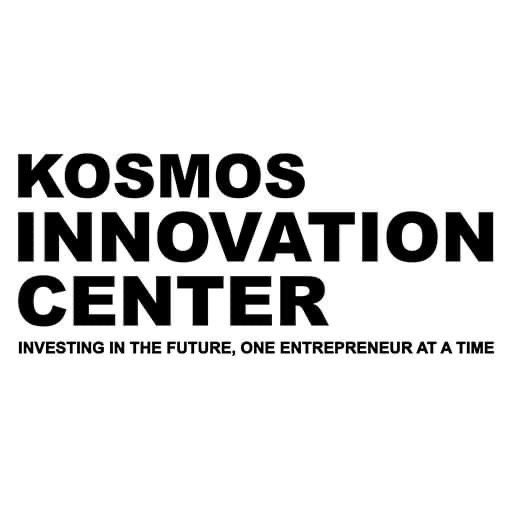 KOSMOS
INNOVATION
CENTER
INVESTING IN THE FUTURE, ONE ENTREPRENEUR AT A TIME